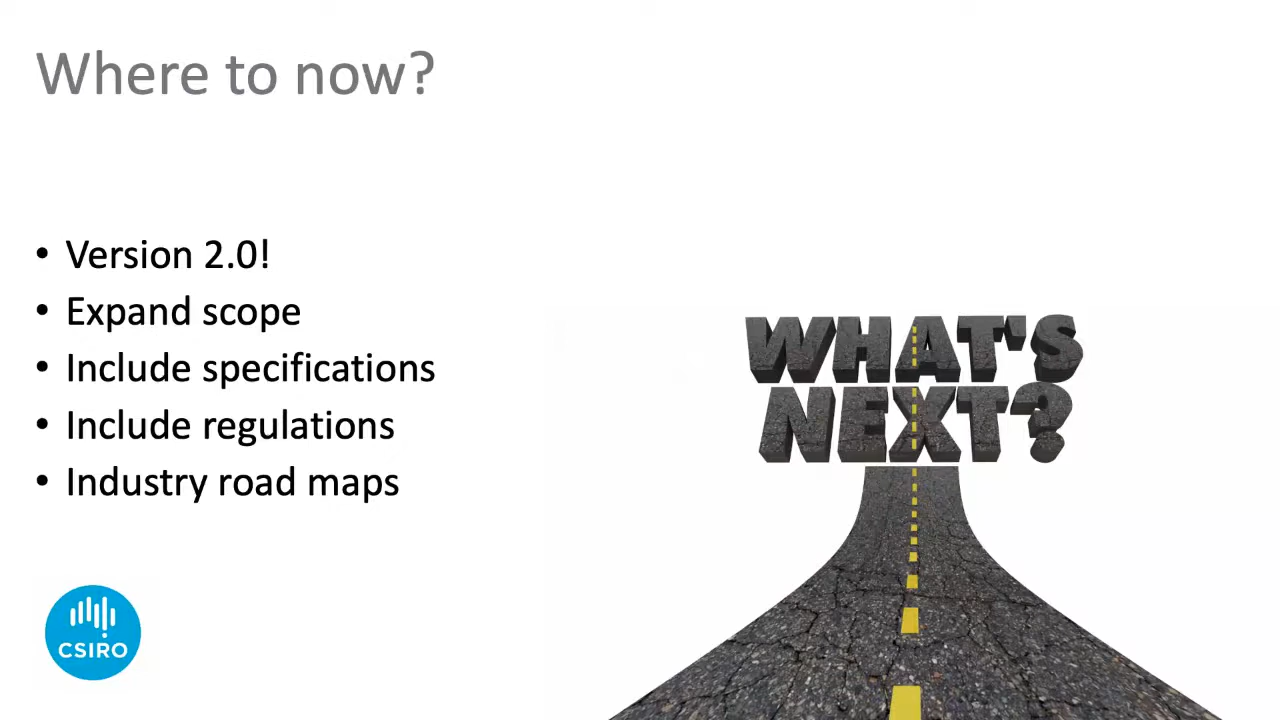 Where to now?
• Version 2.0!
• Expand scope
• Include specifications
• Include regulations
• Industry road maps
WHAT'S
NEXT?
CSIRO